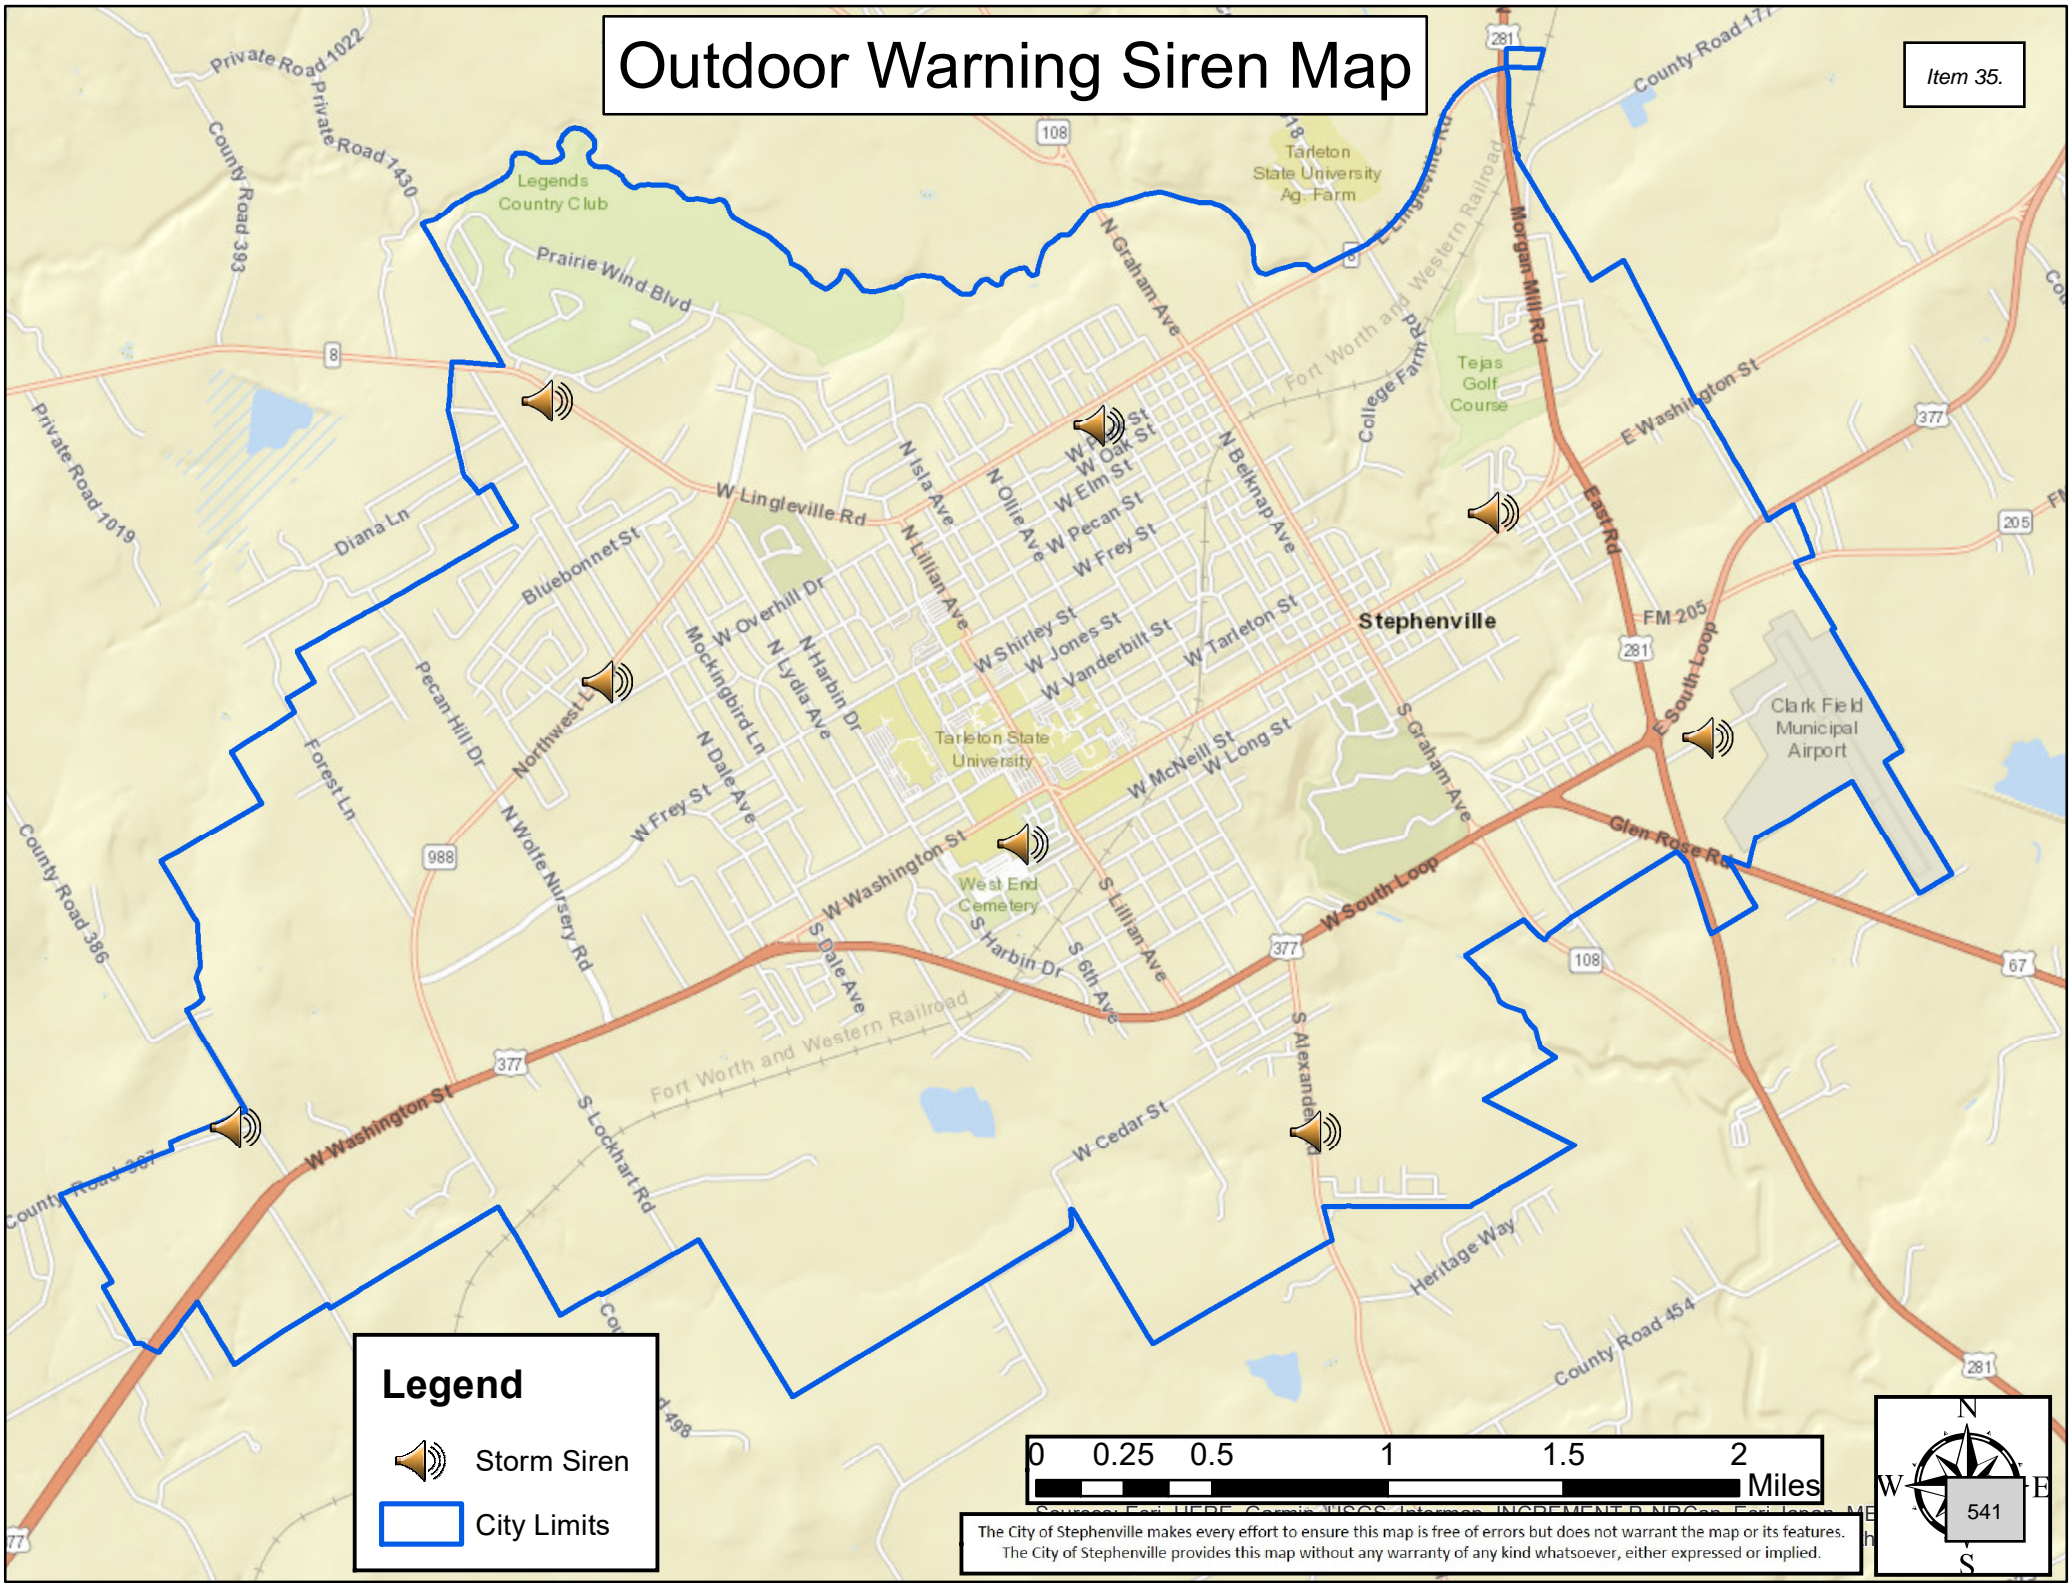 Outdoor Warning Siren Map
Item 35.
281
County Road 177
Private Road 1022
Private Road 1430
County Road 393
108
Tarleton
State University
Ag. Farm
Legends
Country Club
Prairie Wind Blvd
N Graham Ave
E Lingleville Rd
Fort Worth and Western Railroad
Morgan Mill Rd
8
8
Private Road 1019
College Farm Rd
Tejas
Golf
Course
E Washington St
377
205
Diana Ln
Bluebonnet St
W Lingleville Rd
N Isla Ave
N Ollie Ave
W Oak St
W Elm St
W Pecan St
W Frey St
N Belknap Ave
East Rd
N Lillian Ave
W Overhill Dr
Mockingbird Ln
N Lydia Ave
N Harbin Dr
W Shirley St
W Jones St
W Vanderbilt St
W Tarleton St
Stephenville
FM 205
281
E South Loop
Clark Field
Municipal
Airport
Pecan Hill Dr
Forest Ln
Northwest L
N Dale Ave
Tarleton State
University
W McNeill St
W Long St
S Graham Ave
County Road 386
988
N Wolfe Nursery Rd
W Frey St
W Washington St
West End
Cemetery
S Lillian Ave
W South Loop
Glen Rose Rd
S Dale Ave
S Harbin Dr
S 6th Ave
377
108
67
Fort Worth and Western Railroad
377
W Washington St
S Lockhart Rd
W Cedar St
County Road 367
Heritage Way
County Road 454
281
Legend
Storm Siren
City Limits
d 498
77
0 0.25 0.5 1 1.5 2
Miles
The City of Stephenville makes every effort to ensure this map is free of errors but does not warrant the map or its features.
The City of Stephenville provides this map without any warranty of any kind whatsoever, either expressed or implied.
N
W
E
S
541